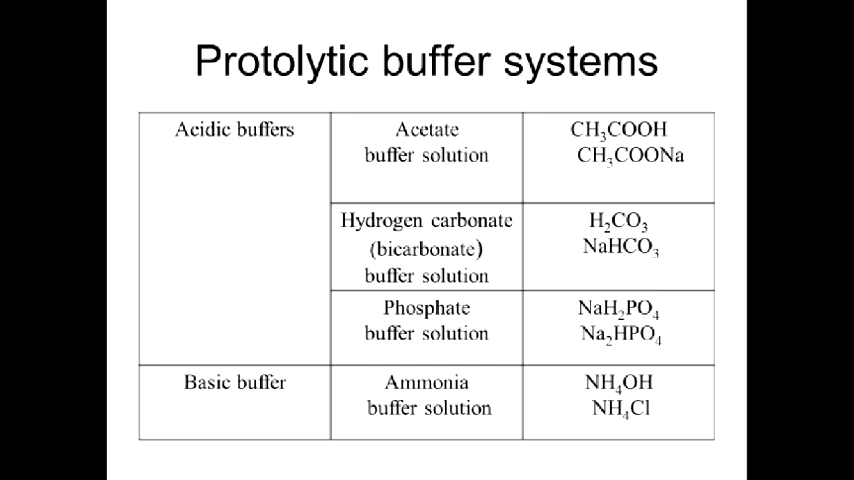 Protolytic buffer systems
Acidic buffers
Acetate
buffer solution
CH₃COOH
CH₃COONa
Hydrogen carbonate
(bicarbonate)
buffer solution
H₂CO₃
NaHCO₃
Phosphate
buffer solution
NaH₂PO₄
Na₂HPO₄
Basic buffer
Ammonia
buffer solution
NH₄OH
NH₄Cl